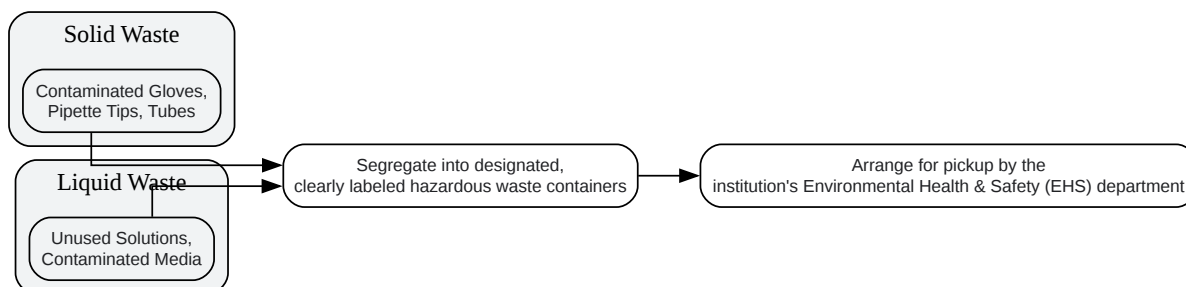 Solid Waste
Contaminated Gloves,
Pipette Tips, Tubes
Liquid Waste
Unused Solutions,
Contaminated Media
Segregate into designated,
clearly labeled hazardous waste containers
Arrange for pickup by the
institution's Environmental Health & Safety (EHS) department